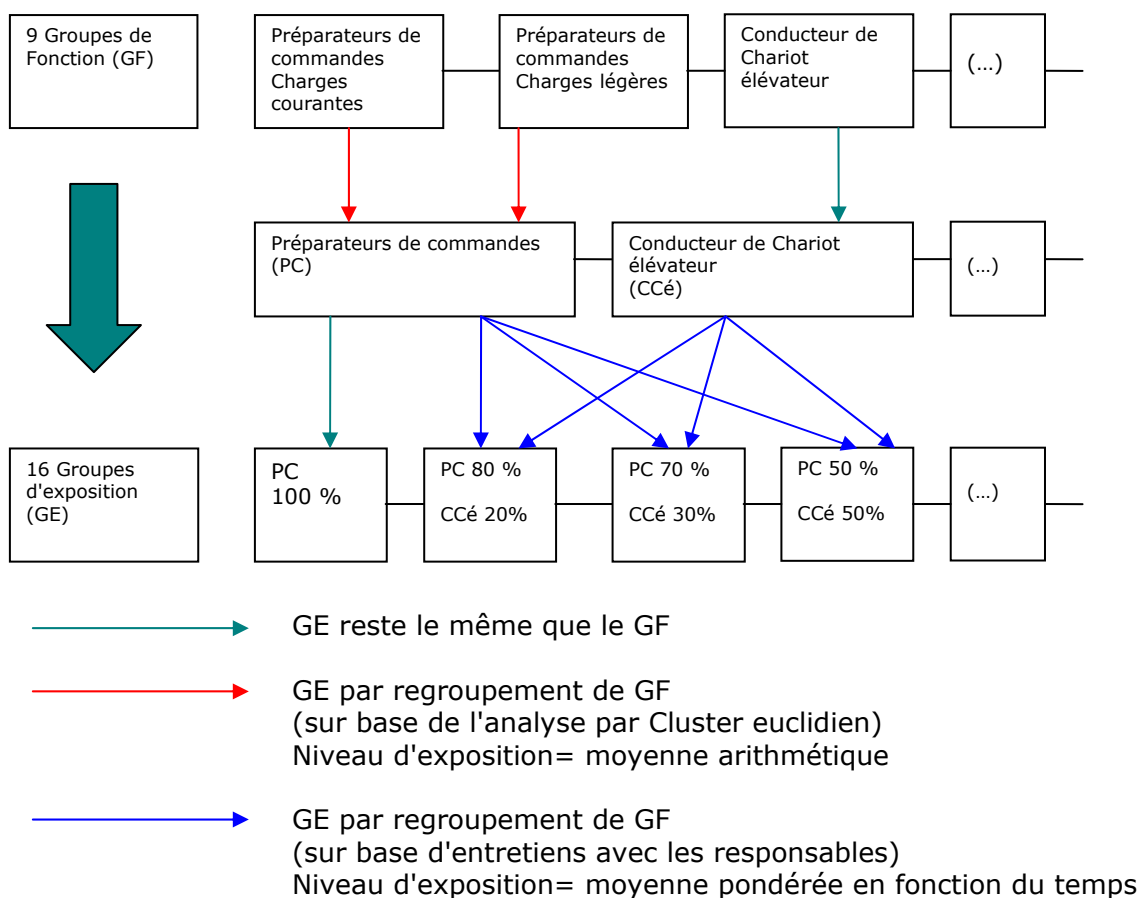 9 Groupes de
Fonction (GF)
Préparateurs de
commandes
Charges
courantes
Préparateurs de
commandes
Charges légères
Conducteur de
Chariot
élévateur
(...)
Préparateurs de commandes
(PC)
Conducteur de Chariot
élévateur
(CCé)
(...)
16 Groupes
d'exposition
(GE)
PC
100 %
PC 80 %
CCé 20%
PC 70 %
CCé 30%
PC 50 %
CCé 50%
(...)
GE reste le même que le GF
GE par regroupement de GF
(sur base de l'analyse par Cluster euclidien)
Niveau d'exposition= moyenne arithmétique
GE par regroupement de GF
(sur base d'entretiens avec les responsables)
Niveau d'exposition= moyenne pondérée en fonction du temps